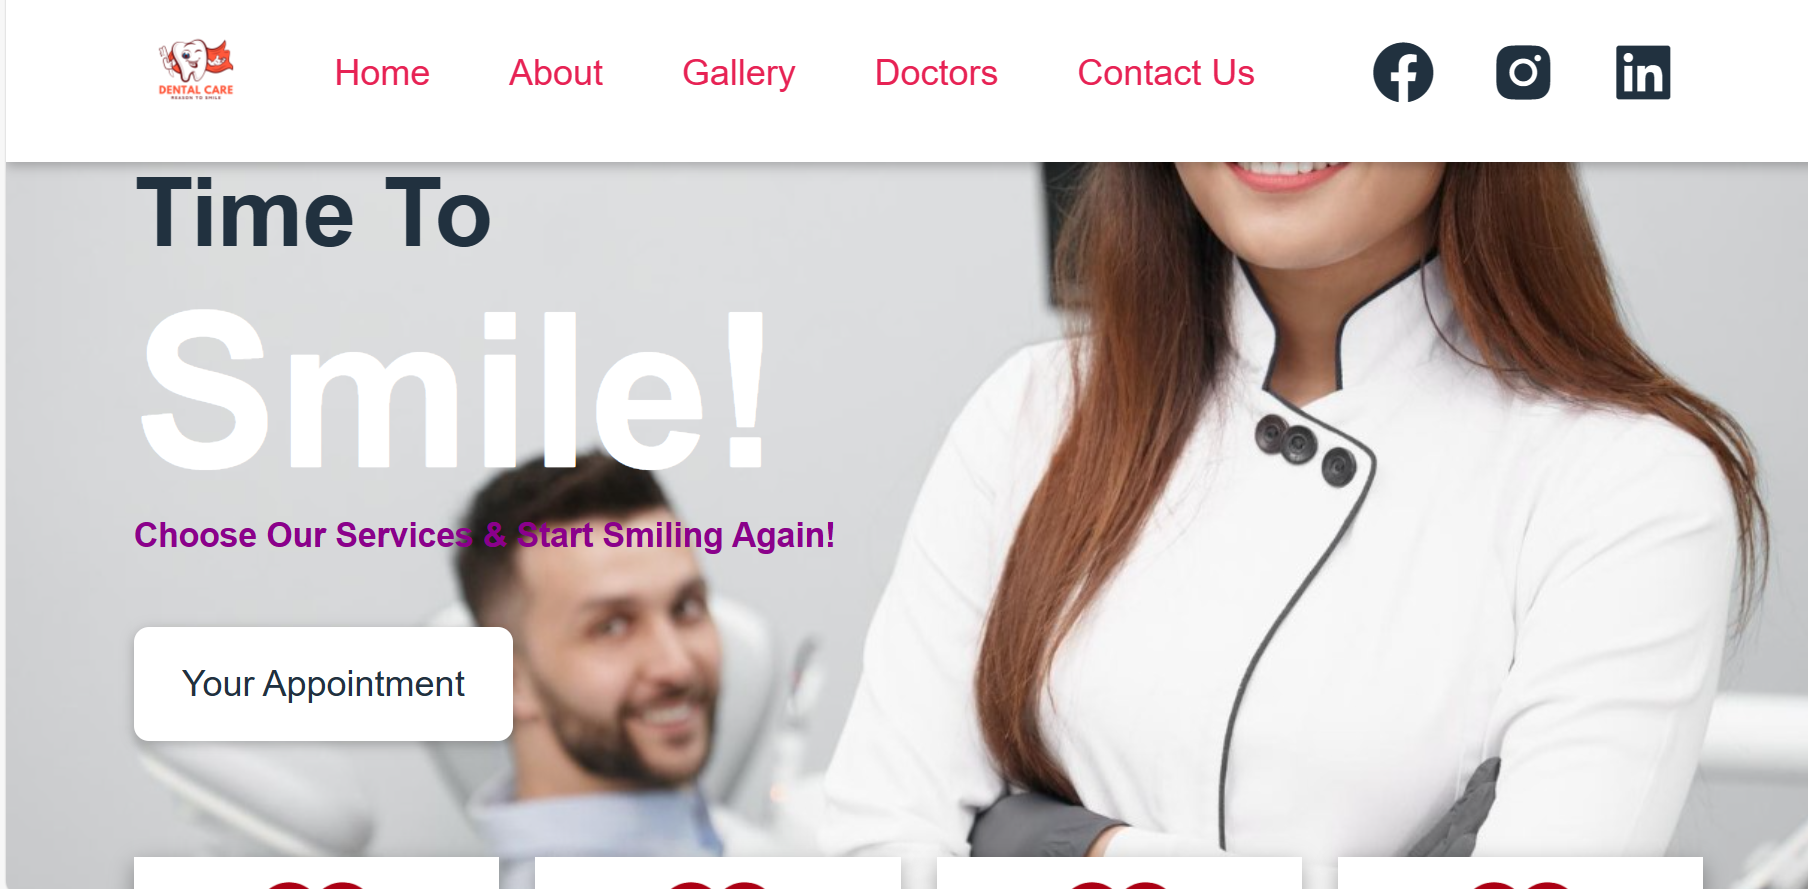 DENTAL CARE
REASON TO SMILE
Home About Gallery Doctors Contact Us
Time To
Smile!
Choose Our Services & Start Smiling Again!
Your Appointment